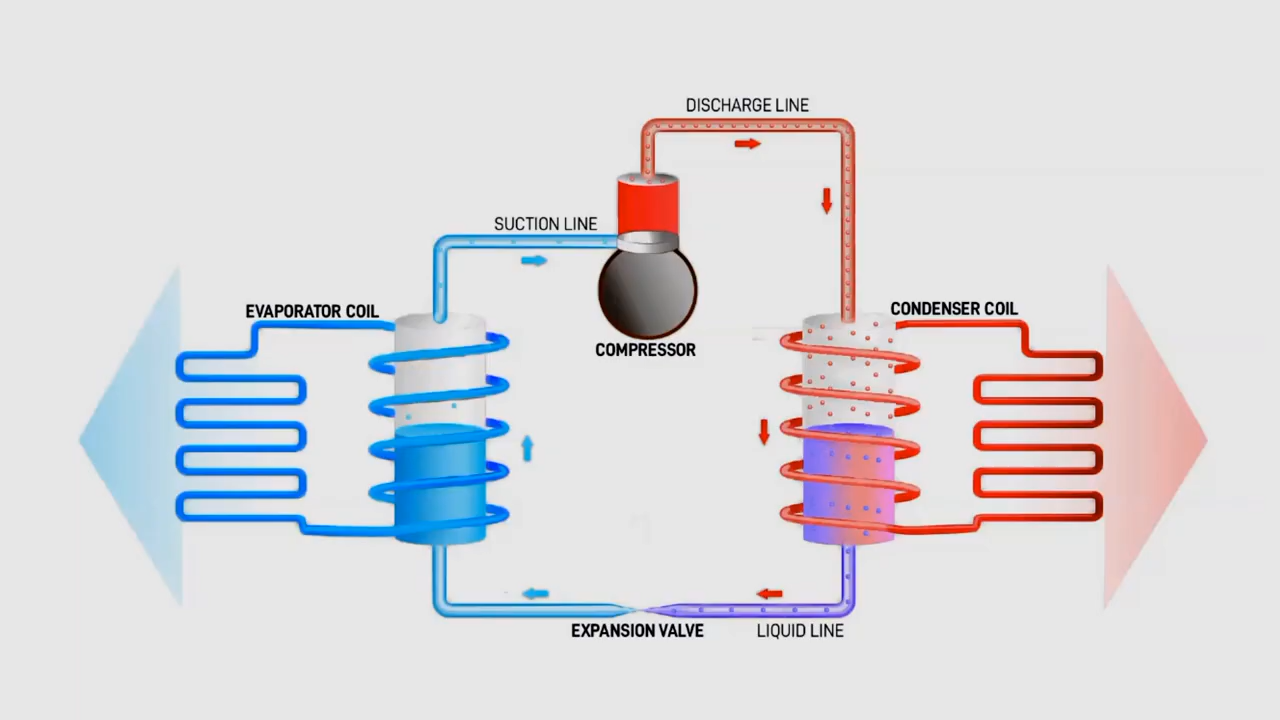 DISCHARGE LINE
SUCTION LINE
EVAPORATOR COIL
CONDENSER COIL
COMPRESSOR
EXPANSION VALVE
LIQUID LINE